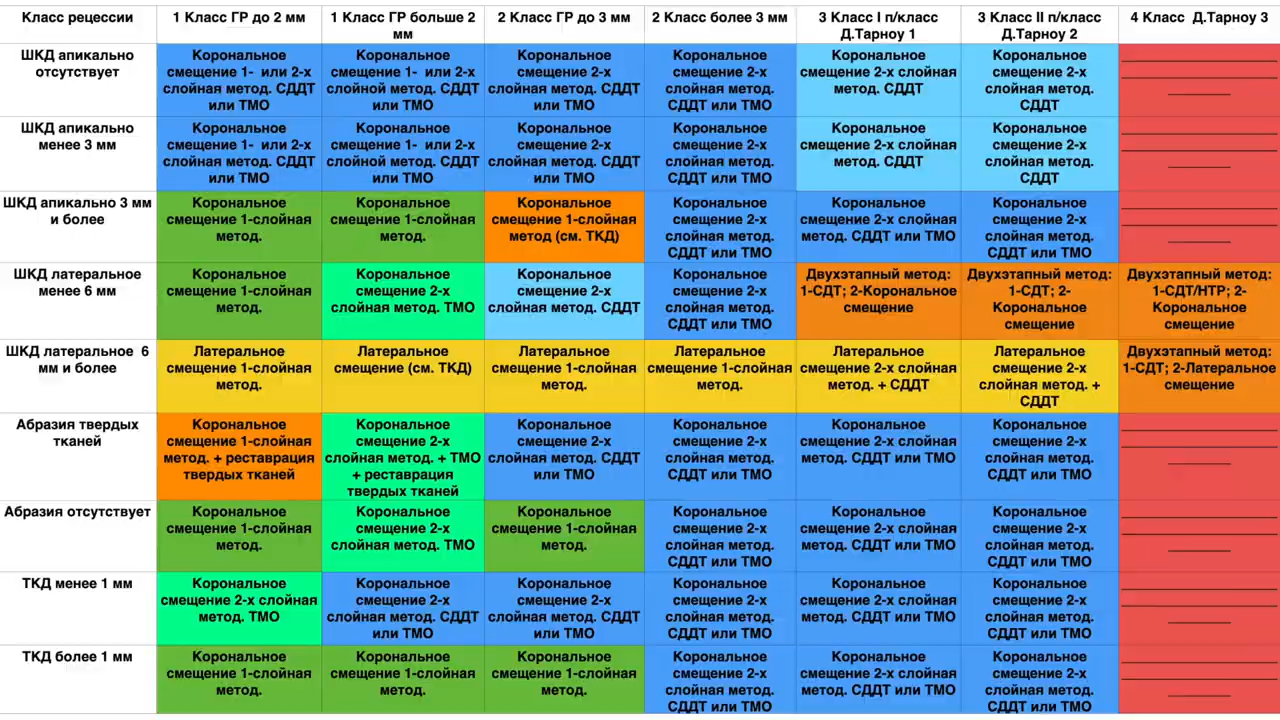 Класс рецессии
1 Класс ГР до 2 мм
1 Класс ГР больше 2
мм
2 Класс ГР до 3 мм
2 Класс более 3 мм
3 Класс I п/класс
Д.Тарноу 1
3 Класс II п/класс
Д.Тарноу 2
4 Класс Д.Тарноу 3
ШКД апикально
отсутствует
Корональное
смещение 1- или 2-х
слойная метод. СДДТ
или ТМО
Корональное
смещение 1- или 2-х
слойной метод. СДДТ
или ТМО
Корональное
смещение 2-х
слойная метод. СДДТ
или ТМО
Корональное
смещение 2-х
слойная метод.
СДДТ или ТМО
Корональное
смещение 2-х слойная
метод. СДДТ
Корональное
смещение 2-х
слойная метод.
СДДТ
ШКД апикально
менее 3 мм
Корональное
смещение 1- или 2-х
слойная метод. СДДТ
или ТМО
Корональное
смещение 1- или 2-х
слойной метод. СДДТ
или ТМО
Корональное
смещение 2-х
слойная метод. СДДТ
или ТМО
Корональное
смещение 2-х
слойная метод.
СДДТ или ТМО
Корональное
смещение 2-х слойная
метод. СДДТ
Корональное
смещение 2-х
слойная метод.
СДДТ
ШКД апикально 3 мм
и более
Корональное
смещение 1-слойная
метод.
Корональное
смещение 1-слойная
метод.
Корональное
смещение 1-слойная
метод (см. ТКД)
Корональное
смещение 2-х
слойная метод.
СДДТ или ТМО
Корональное
смещение 2-х слойная
метод. СДДТ или ТМО
Корональное
смещение 2-х
слойная метод.
СДДТ или ТМО
ШКД латеральное
менее 6 мм
Корональное
смещение 1-слойная
метод.
Корональное
смещение 2-х
слойная метод. ТМО
Корональное
смещение 2-х
слойная метод. СДДТ
Корональное
смещение 2-х
слойная метод.
СДДТ или ТМО
Двухэтапный метод:
1-СДТ; 2-Корональное
смещение
Двухэтапный метод:
1-СДТ; 2-
Корональное
смещение
Двухэтапный метод:
1-СДТ/НТР; 2-
Корональное
смещение
ШКД латеральное 6
мм и более
Латеральное
смещение 1-слойная
метод.
Латеральное
смещение (см. ТКД)
Латеральное
смещение 1-слойная
метод.
Латеральное
смещение 1-слойная
метод.
Латеральное
смещение 2-х слойная
метод. + СДДТ
Латеральное
смещение 2-х
слойная метод. +
СДДТ
Двухэтапный метод:
1-СДТ; 2-Латеральное
смещение
Абразия твердых
тканей
Корональное
смещение 1-слойная
метод. + реставрация
твердых тканей
Корональное
смещение 2-х
слойная метод. + ТМО
+ реставрация
твердых тканей
Корональное
смещение 2-х
слойная метод. СДДТ
или ТМО
Корональное
смещение 2-х
слойная метод.
СДДТ или ТМО
Корональное
смещение 2-х слойная
метод. СДДТ или ТМО
Корональное
смещение 2-х
слойная метод.
СДДТ или ТМО
Абразия отсутствует
Корональное
смещение 1-слойная
метод.
Корональное
смещение 2-х
слойная метод. ТМО
Корональное
смещение 1-слойная
метод.
Корональное
смещение 2-х
слойная метод.
СДДТ или ТМО
Корональное
смещение 2-х слойная
метод. СДДТ или ТМО
Корональное
смещение 2-х
слойная метод.
СДДТ или ТМО
ТКД менее 1 мм
Корональное
смещение 2-х слойная
метод. ТМО
Корональное
смещение 2-х
слойная метод. СДДТ
или ТМО
Корональное
смещение 2-х
слойная метод. СДДТ
или ТМО
Корональное
смещение 2-х
слойная метод.
СДДТ или ТМО
Корональное
смещение 2-х слойная
метод. СДДТ или ТМО
Корональное
смещение 2-х
слойная метод.
СДДТ или ТМО
ТКД более 1 мм
Корональное
смещение 1-слойная
метод.
Корональное
смещение 1-слойная
метод.
Корональное
смещение 1-слойная
метод.
Корональное
смещение 2-х
слойная метод.
СДДТ или ТМО
Корональное
смещение 2-х слойная
метод. СДДТ или ТМО
Корональное
смещение 2-х
слойная метод.
СДДТ или ТМО